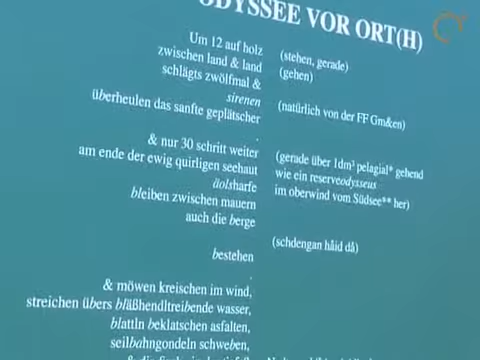 ODYSSEE VOR ORT(H)
Um 12 auf holz (stehen, gerade)
zwischen land & land (gehen)
schlägts zwölfmal &
sirenen (natürlich von der FF Gm&en)
überheulen das sanfte geplätscher
.
& nur 30 schritt weiter (gerade über 1dm³ pelagial* gehend
am ende der ewig quirligen seehaut wie ein reserveodysseus
äolsharfe im oberwind vom Südsee** her)
bleiben zwischen mauern
auch die berge
(schdengan håid då)
bestehen
.
& möwen kreischen im wind,
streichen übers bläßhendltreibende wasser,
blattln beklatschen asfalten,
seilbahngondeln schweben,